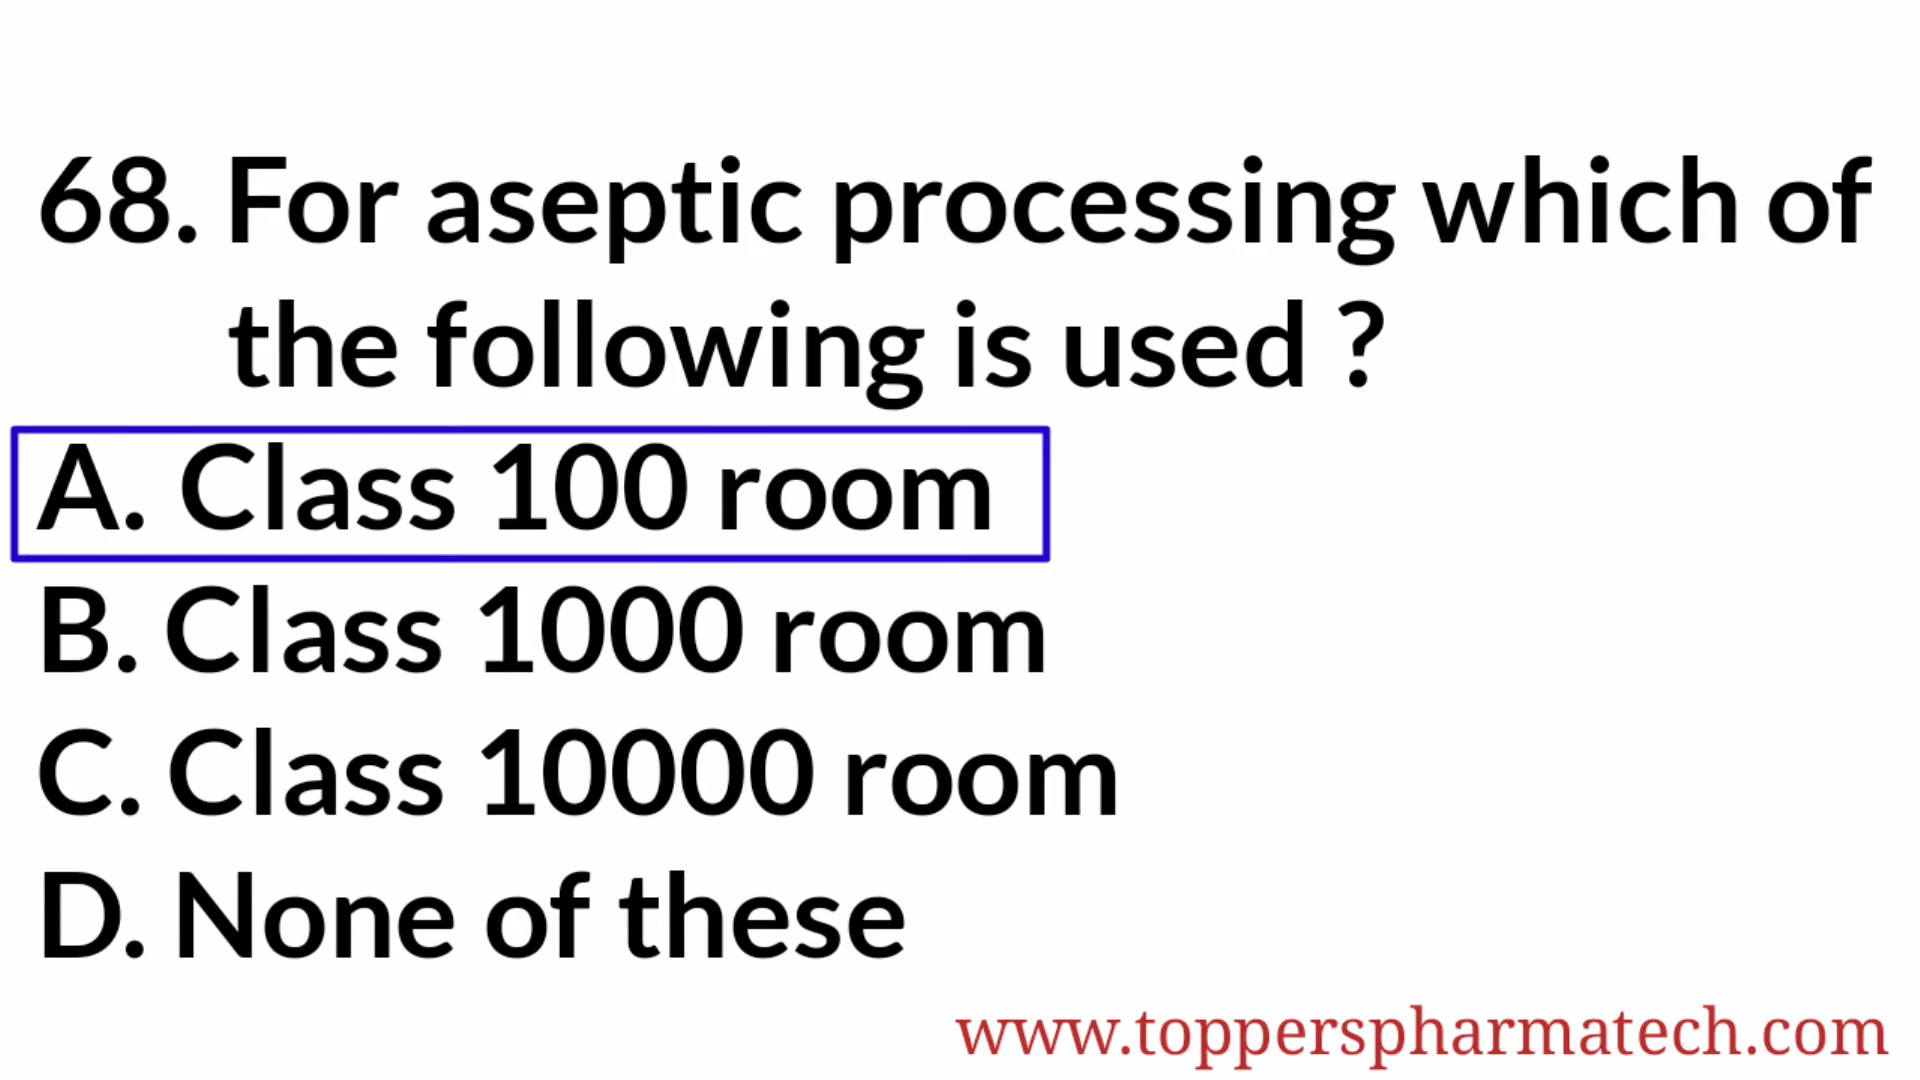 68. For aseptic processing which of
the following is used ?
A. Class 100 room
B. Class 1000 room
C. Class 10000 room
D. None of these
www.topperspharmatech.com